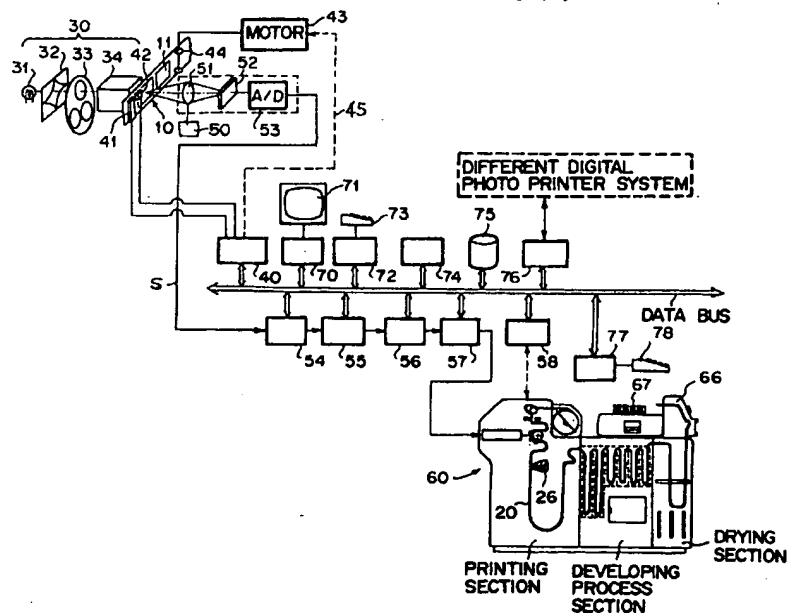 30
43
MOTOR
31
32
33
34
42
11
44
51
52
A/D
41
10
50
53
45
DIFFERENT DIGITAL
PHOTO PRINTER SYSTEM
71
73
75
40
70
72
74
76
S
DATA BUS
54
55
56
57
58
77
78
67
66
60
20
26
PRINTING
SECTION
DEVELOPING
PROCESS
SECTION
DRYING
SECTION